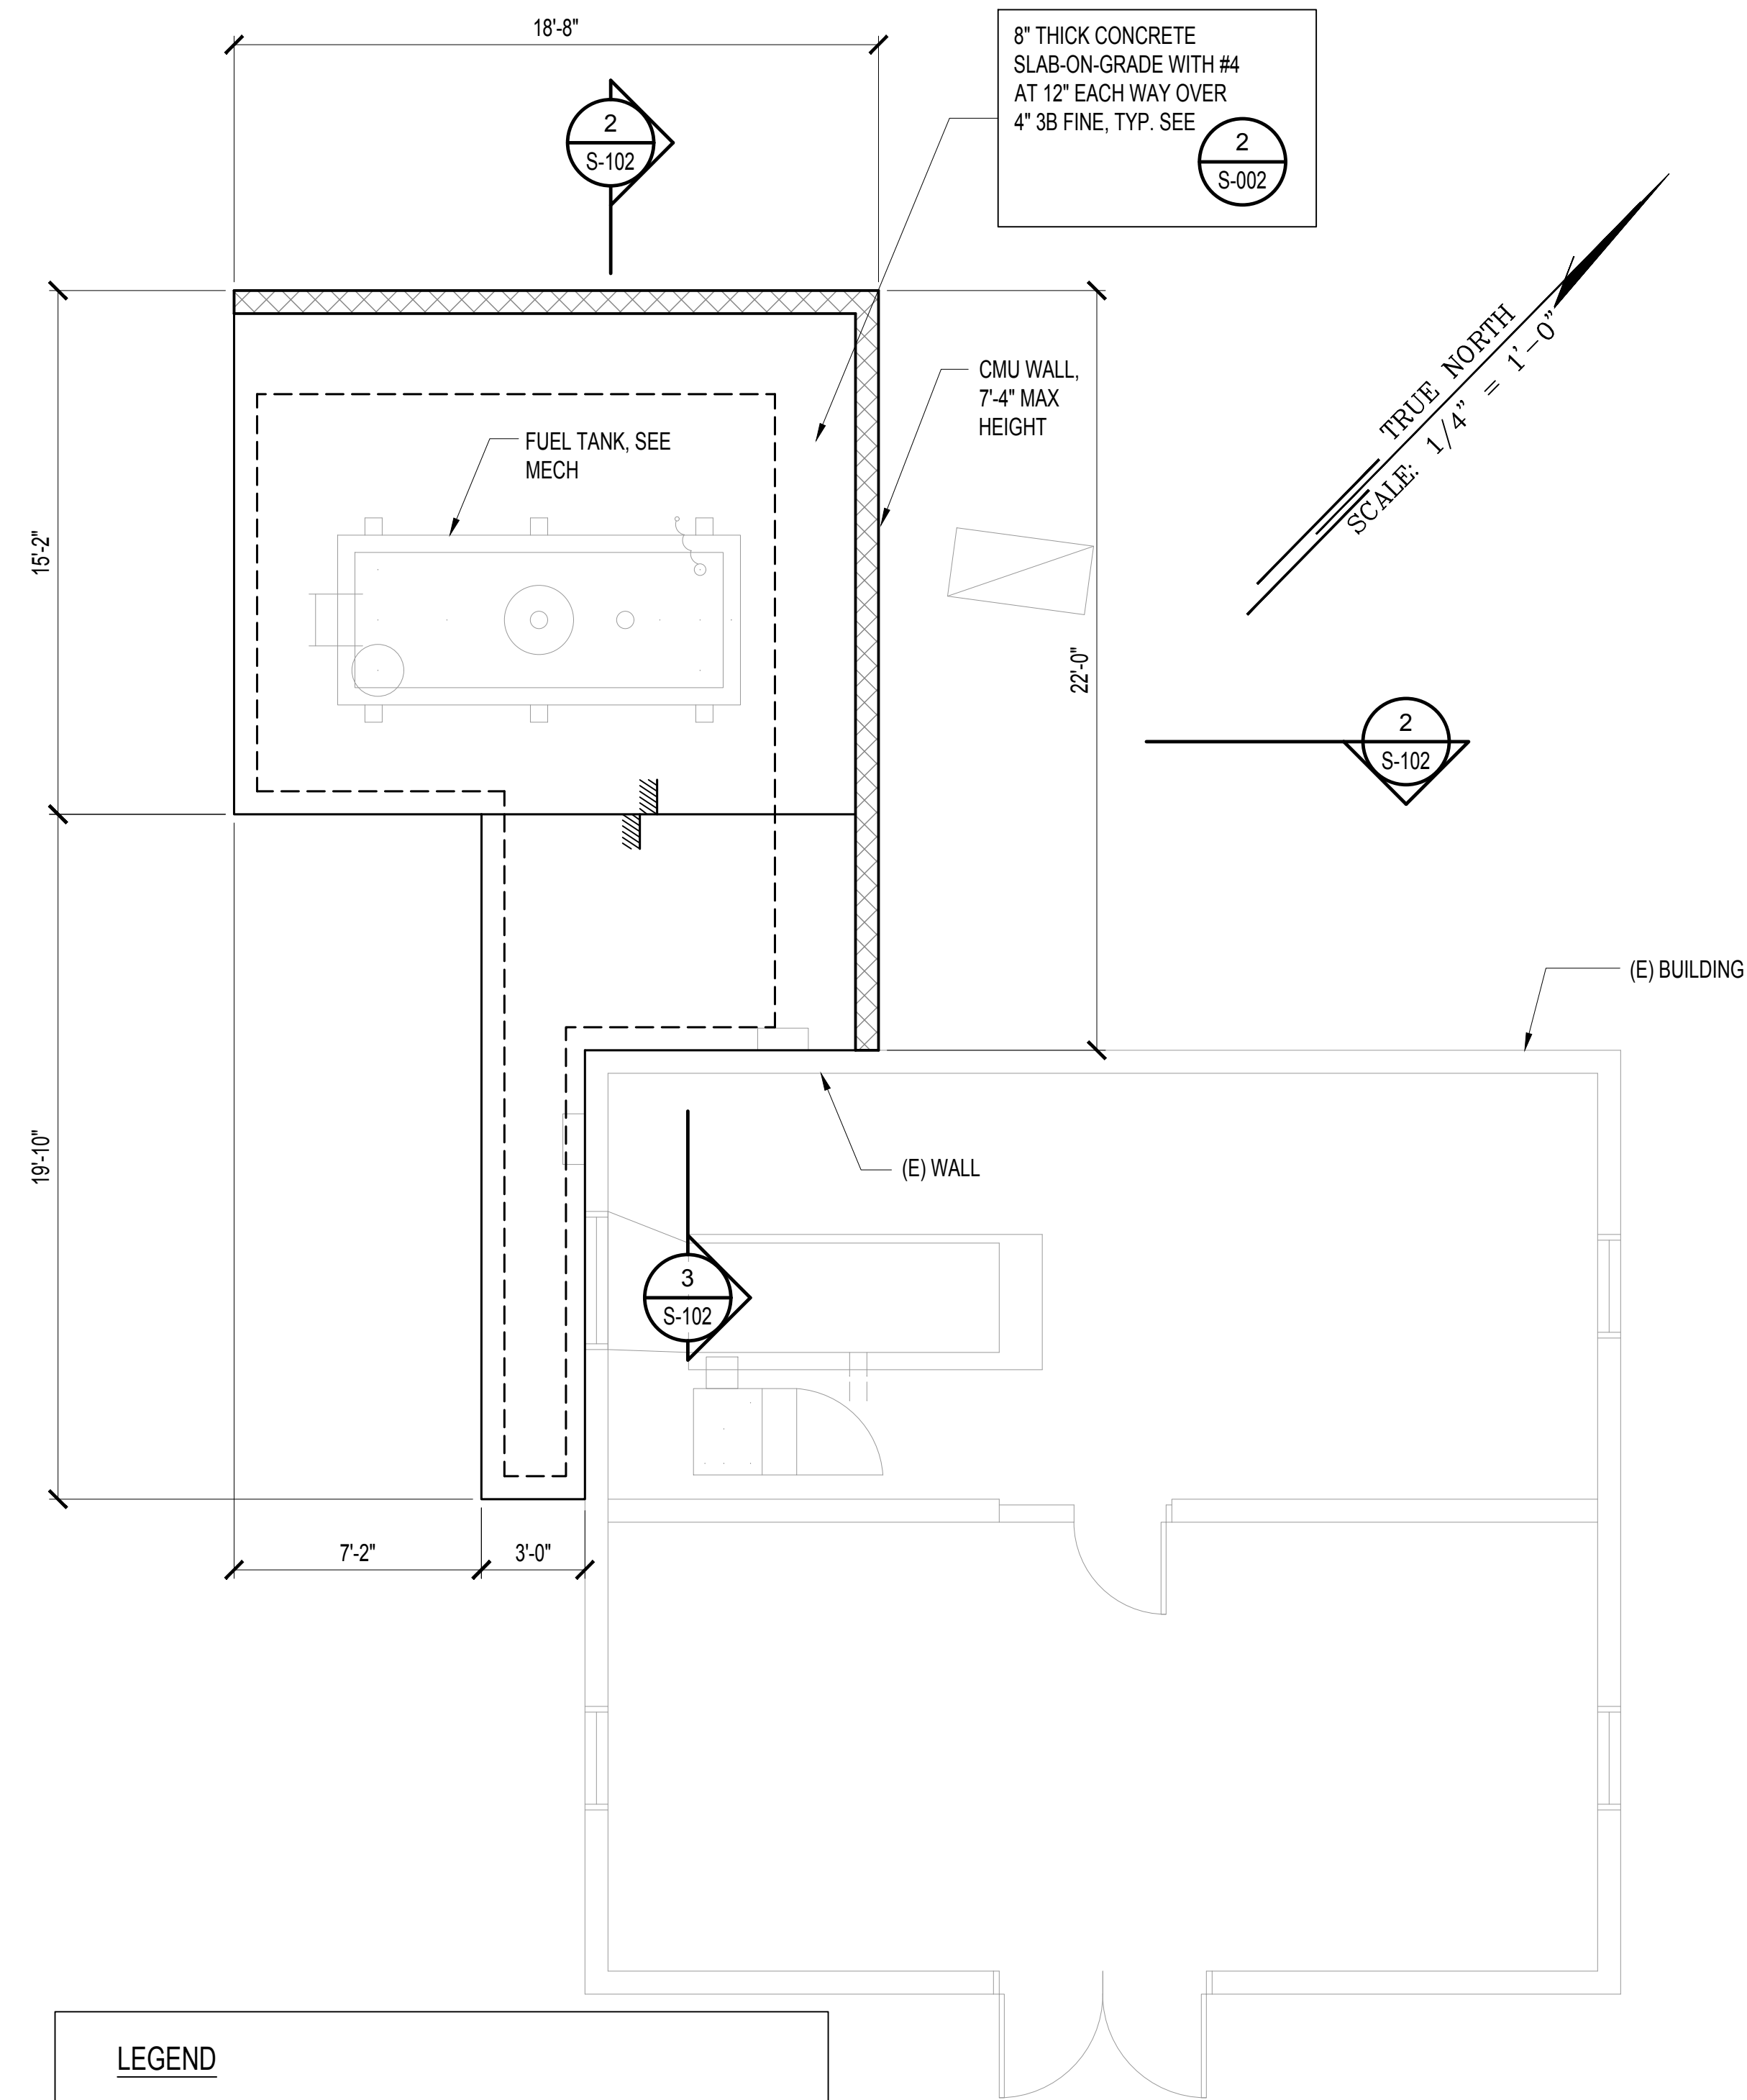 18'-8"
8" THICK CONCRETE
SLAB-ON-GRADE WITH #4
AT 12" EACH WAY OVER
4" 3B FINE, TYP. SEE
2
S-002
2
S-102
TRUE NORTH
SCALE: 1/4" = 1'-0"
CMU WALL,
7'-4" MAX
HEIGHT
FUEL TANK, SEE
MECH
15'-2"
22'-0"
2
S-102
(E) BUILDING
19'-10"
(E) WALL
3
S-102
7'-2"
3'-0"
LEGEND